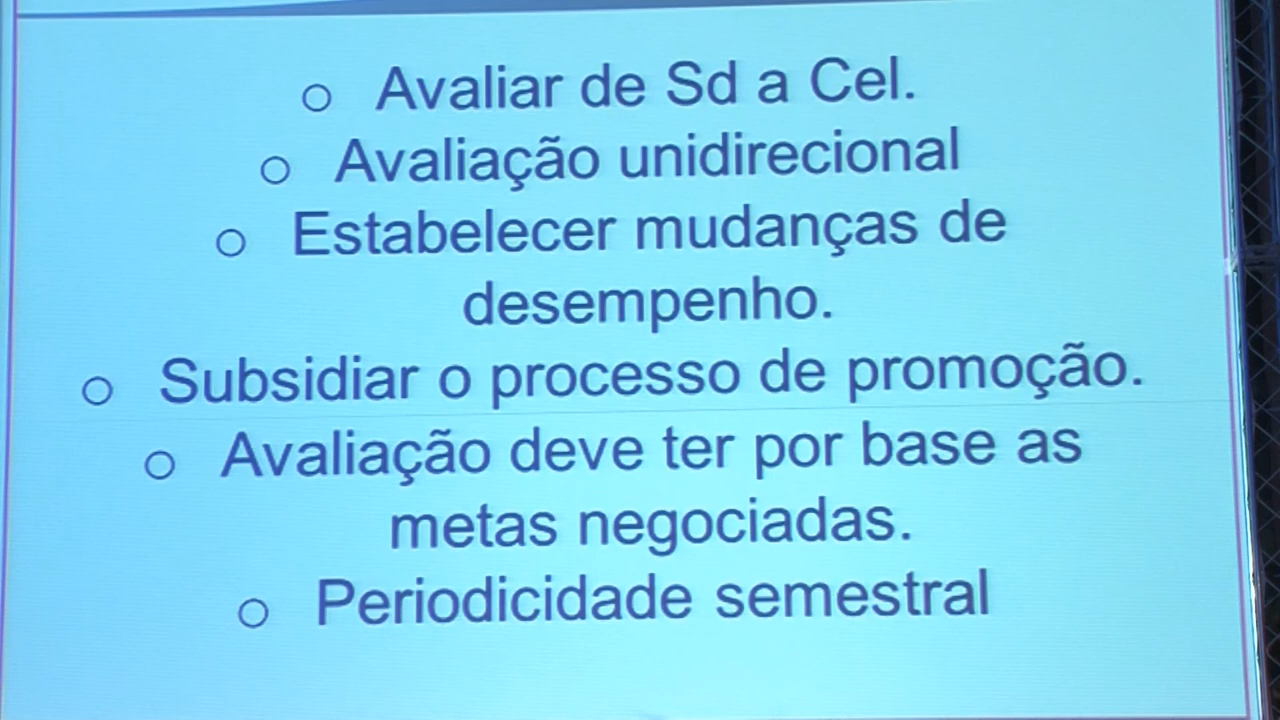 ○ Avaliar de Sd a Cel.
○ Avaliação unidirecional
○ Estabelecer mudanças de
desempenho.
○ Subsidiar o processo de promoção.
○ Avaliação deve ter por base as
metas negociadas.
○ Periodicidade semestral